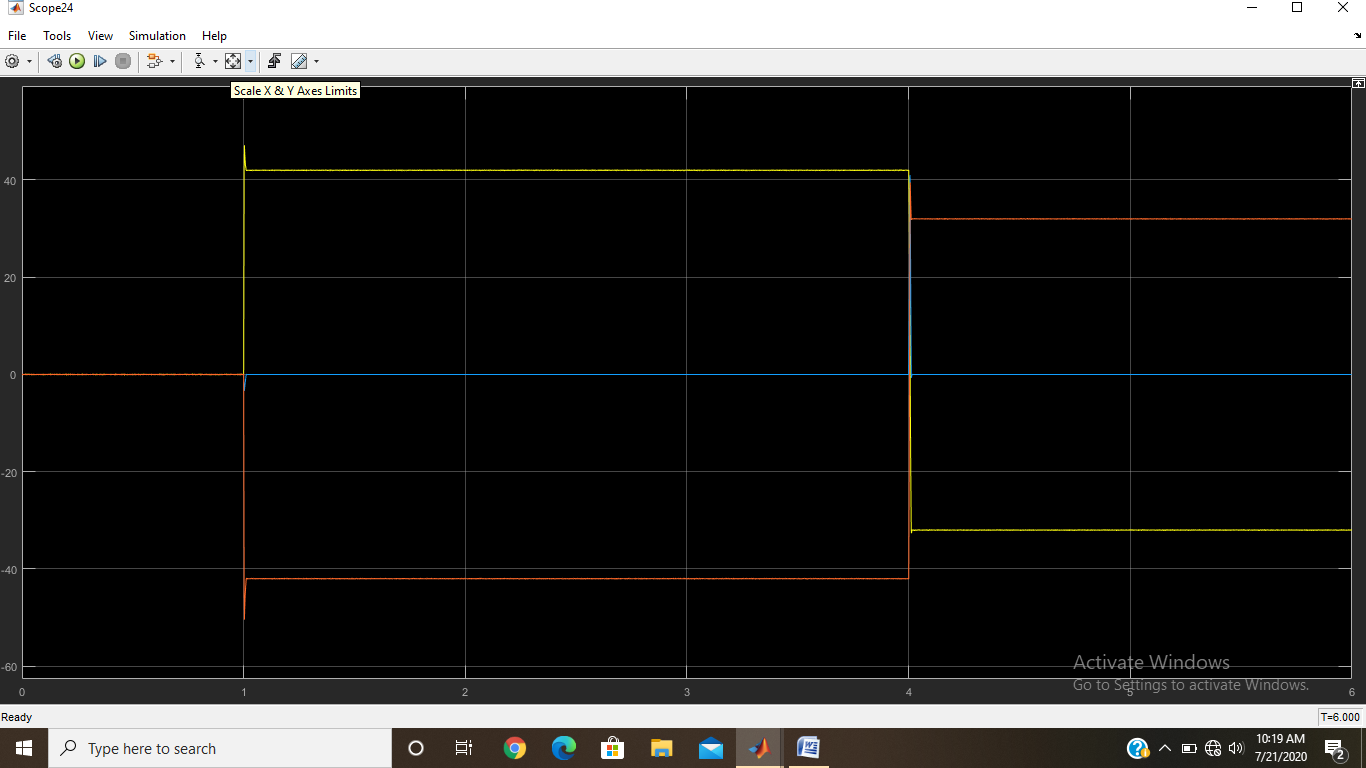 Scope24
File Tools View Simulation Help
Scale X & Y Axes Limits
40
20
0
-20
-40
-60
0 1 2 3 4 5 6
Activate Windows
Go to Settings to activate Windows.
Ready
T=6.000
Type here to search
10:19 AM
7/21/2020
2